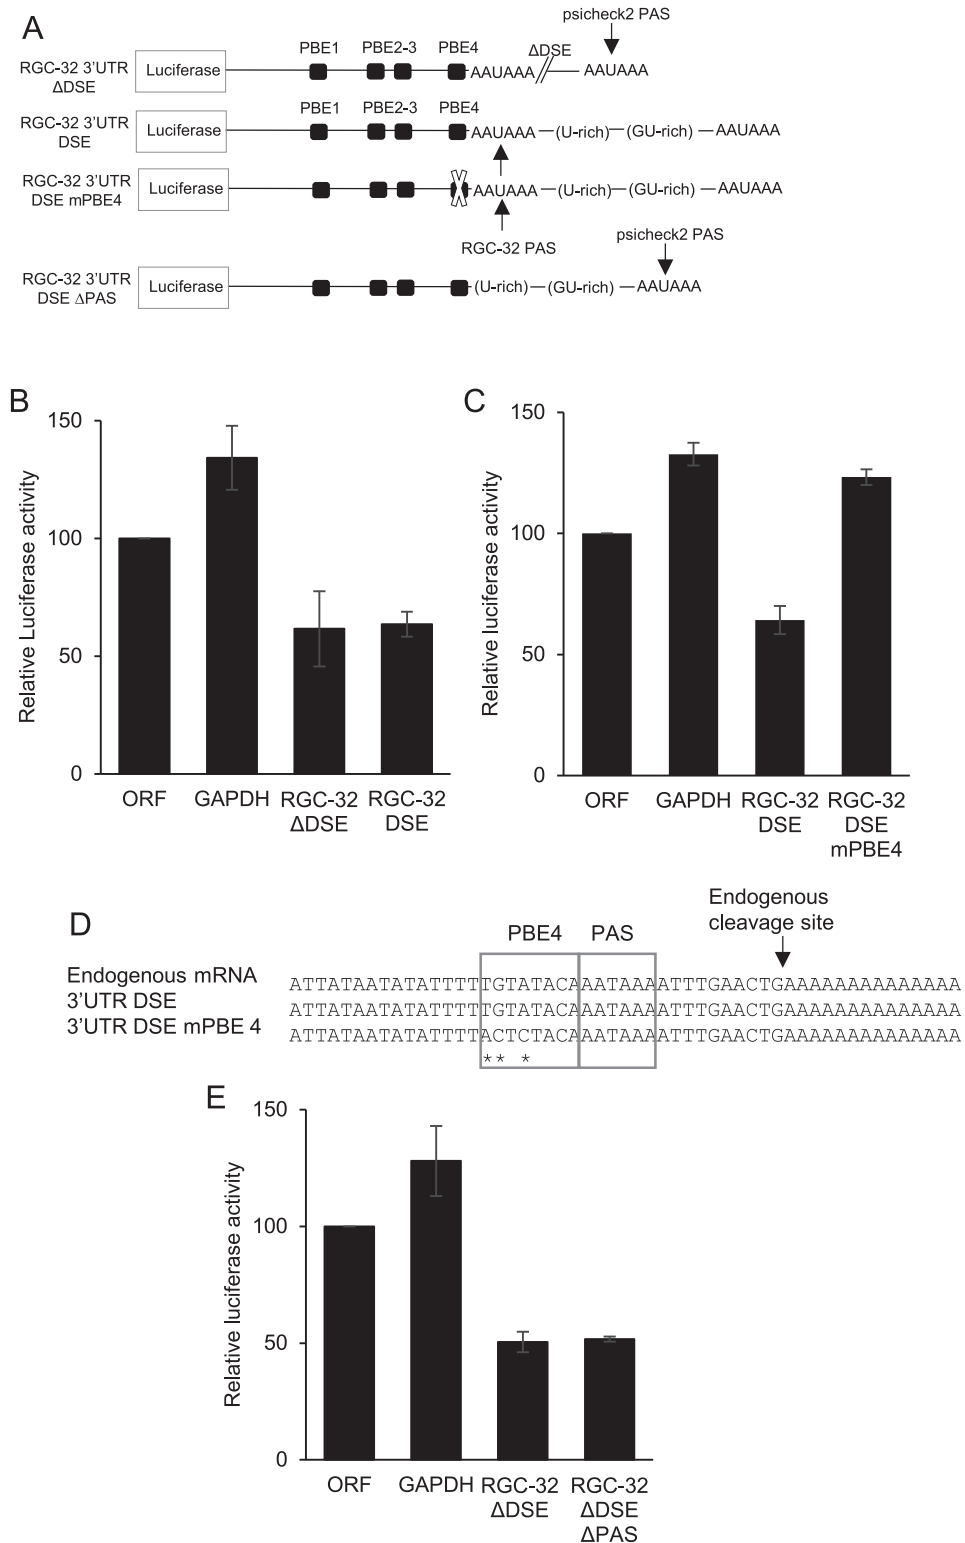 A
psicheck2 PAS
PBE1 PBE2-3 PBE4 ΔDSE
RGC-32 3'UTR
ΔDSE
Luciferase AAUAAA AAUAAA
PBE1 PBE2-3 PBE4
RGC-32 3'UTR
DSE
Luciferase AAUAAA (U-rich) (GU-rich) AAUAAA
RGC-32 3'UTR
DSE mPBE4
Luciferase AAUAAA (U-rich) (GU-rich) AAUAAA
RGC-32 PAS
psicheck2 PAS
RGC-32 3'UTR
DSE ΔPAS
Luciferase (U-rich) (GU-rich) AAUAAA
B
Relative Luciferase activity
150
100
50
0
ORF
GAPDH
RGC-32
ΔDSE
RGC-32
DSE
C
Relative luciferase activity
150
100
50
0
ORF
GAPDH
RGC-32
DSE
RGC-32
DSE
mPBE4
D
PBE4 PAS
Endogenous
cleavage site
Endogenous mRNA ATTATAATATATTTTTGTATACAAATAAAATTTGAACTGAAAAAAAAAAAAAA
3'UTR DSE ATTATAATATATTTTTGTATACAAATAAAATTTGAACTGAAAAAAAAAAAAAA
3'UTR DSE mPBE 4 ATTATAATATATTTTACTCTACAAATAAAATTTGAACTGAAAAAAAAAAAAAA
** *
E
Relative luciferase activity
150
100
50
0
ORF
GAPDH
RGC-32
ΔDSE
RGC-32
ΔDSE
ΔPAS